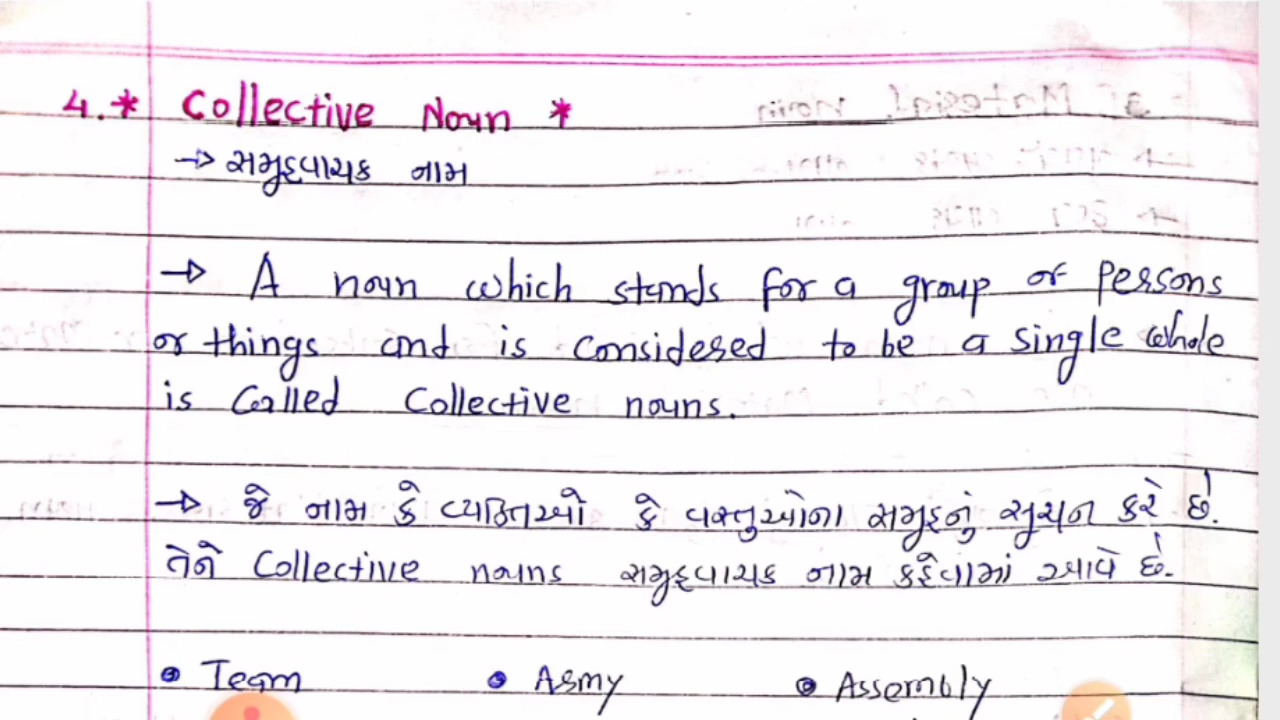 4.* Collective Noun *
→ સમુહવાચક નામ
→ A noun which stands for a group of persons
or things and is considered to be a single whole
is called collective nouns.
→ જે નામ કે વ્યક્તિઓ કે વસ્તુઓના સમુહનું સુચન કરે છે.
તેને Collective nouns સમુહવાચક નામ કહેવામાં આવે છે.
• Team • Army • Assembly